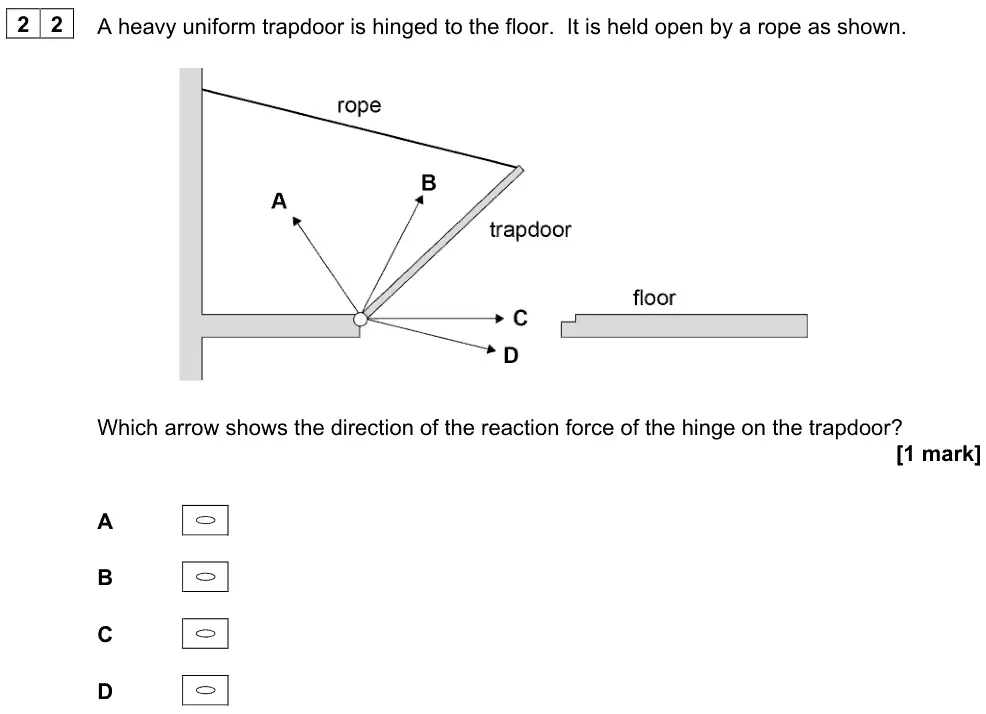 2 2 A heavy uniform trapdoor is hinged to the floor. It is held open by a rope as shown.
rope
B
A
trapdoor
floor
C
D
Which arrow shows the direction of the reaction force of the hinge on the trapdoor?
[1 mark]
A
B
C
D